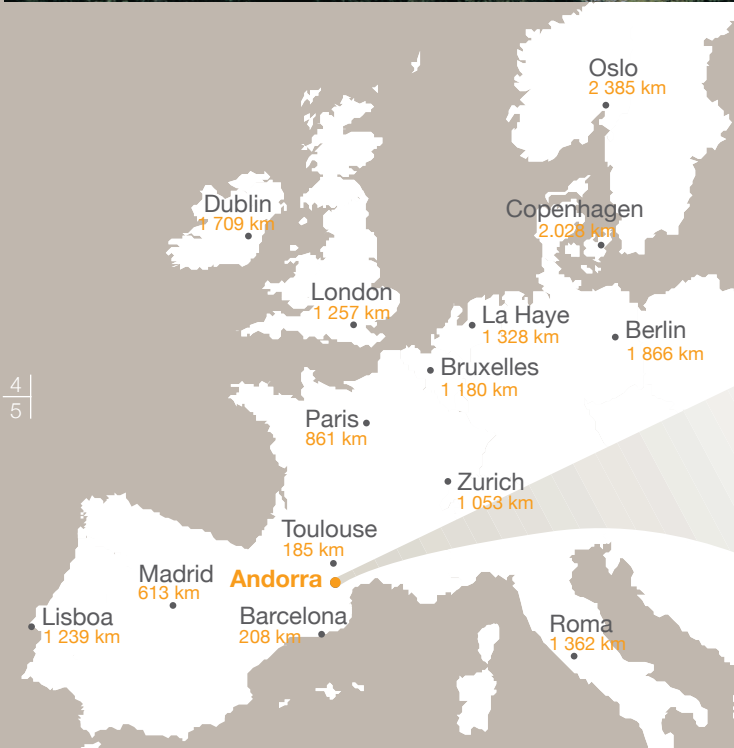 Oslo
2 385 km
Dublin
1 709 km
Copenhagen
2.028 km
London
1 257 km
La Haye
1 328 km
Berlin
1 866 km
Bruxelles
1 180 km
4
5
Paris
861 km
Zurich
1 053 km
Toulouse
185 km
Andorra
Madrid
613 km
Lisboa
1 239 km
Barcelona
208 km
Roma
1 362 km